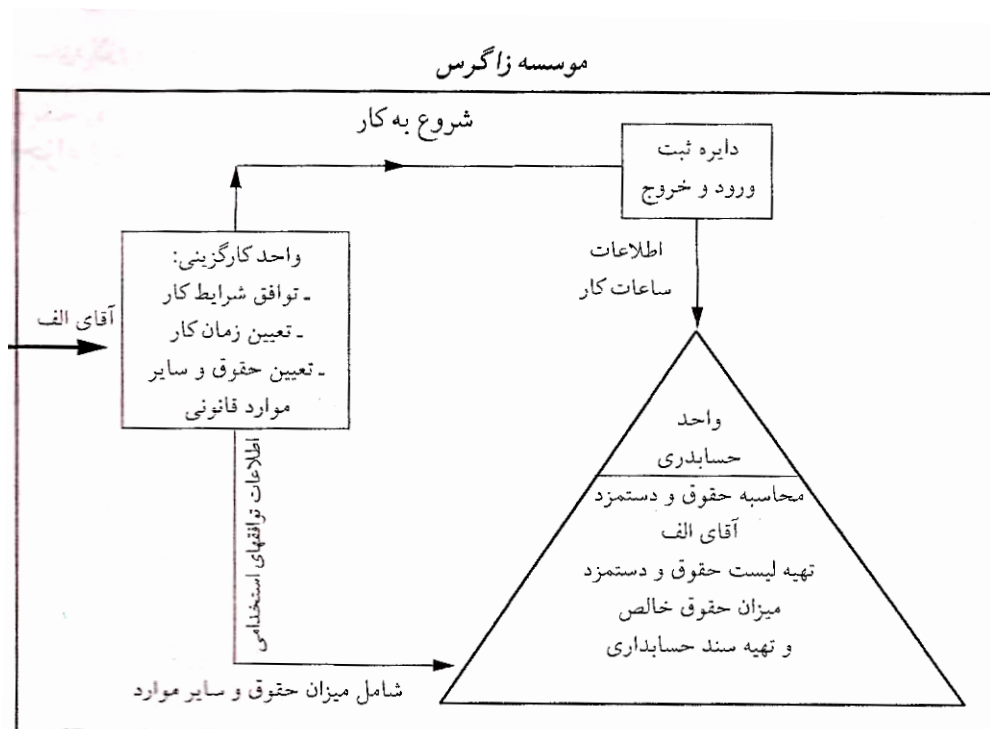 موسسه زاگرس
شروع به کار
دایره ثبت
ورود و خروج
واحد کارگزینی:
ـ توافق شرایط کار
ـ تعیین زمان کار
ـ تعیین حقوق و سایر
موارد قانونی
آقای الف
اطلاعات
ساعات کار
اطلاعات توافقهای استخدامی
شامل میزان حقوق و سایر موارد
واحد
حسابدری
محاسبه حقوق و دستمزد
آقای الف
تهیه لیست حقوق و دستمزد
میزان حقوق خالص
و تهیه سند حسابداری